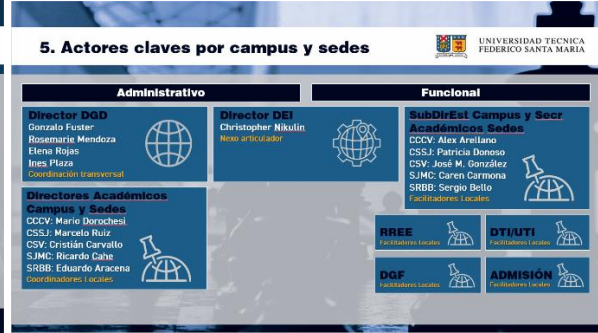 5. Actores claves por campus y sedes
UNIVERSIDAD TECNICA
FEDERICO SANTA MARIA
Administrativo
Funcional
Director DGD
Gonzalo Fuster
Rosemarie Mendoza
Elena Rojas
Ines Plaza
Coordinación transversal
Director DEI
Christopher Nikulin
Nexo articulador
SubDirEst Campus y Secr
Académicos Sedes
CCCV: Alex Arellano
CSSJ: Patricia Donoso
CSV: José M. González
SJMC: Caren Carmona
SRBB: Sergio Bello
Facilitadores Locales
Directores Académicos
Campus y Sedes
CCCV: Mario Dorochesi
CSSJ: Marcelo Ruiz
CSV: Cristián Carvallo
SJMC: Ricardo Cahe
SRBB: Eduardo Aracena
Coordinadores Locales
RREE
Facilitadores Locales
DTI/UTI
Facilitadores Locales
DGF
Facilitadores Locales
ADMISIÓN
Facilitadores Locales